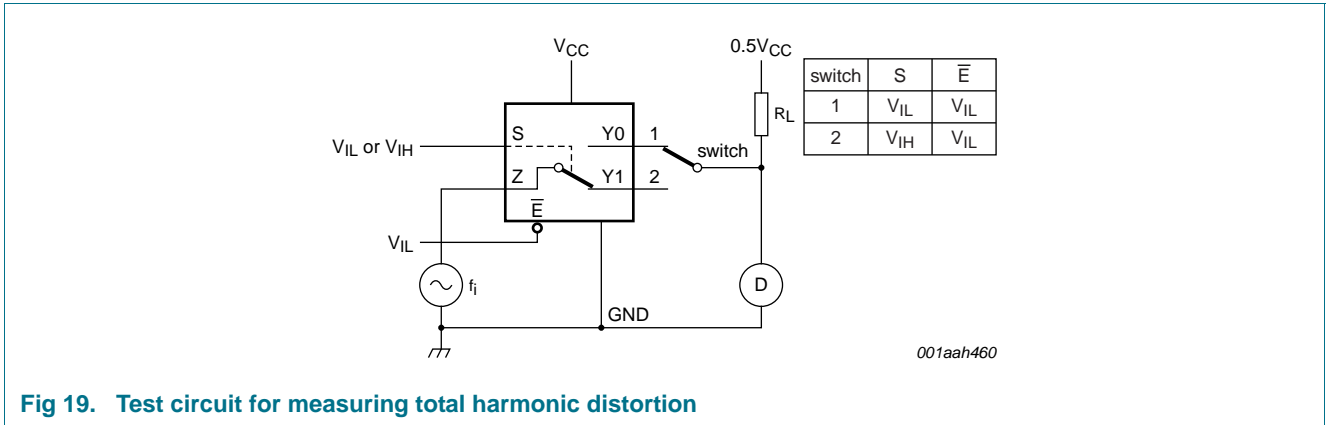 VCC
0.5VCC
switch S E̅
1 VIL VIL
2 VIH VIL
RL
VIL or VIH
S
Y0
1
switch
Z
Y1
2
E̅
VIL
fi
D
GND
001aah460
Fig 19. Test circuit for measuring total harmonic distortion